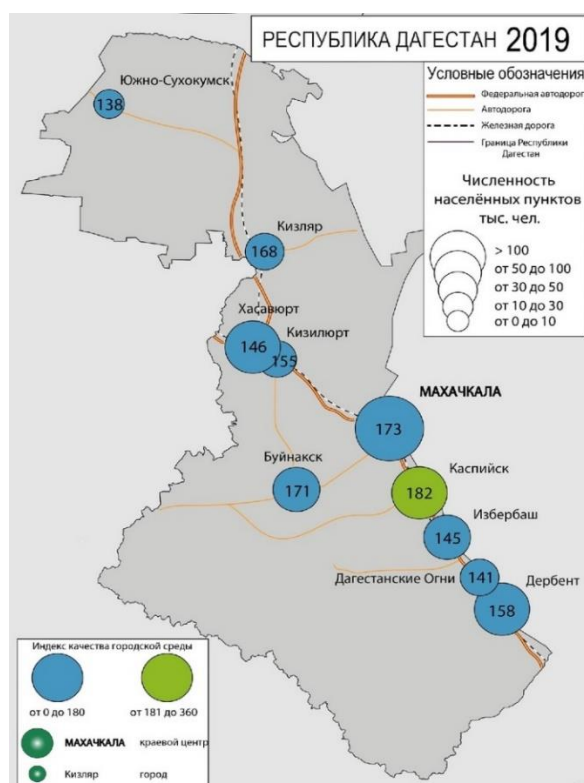 РЕСПУБЛИКА ДАГЕСТАН 2019
Условные обозначения
Федеральная автодорога
Автодорога
Железная дорога
Граница Республики
Дагестан
Численность
населённых пунктов
тыс. чел.
> 100
от 50 до 100
от 30 до 50
от 10 до 30
от 0 до 10
Южно-Сухокумск
138
Кизляр
168
Хасавюрт
146
Кизилюрт
155
МАХАЧКАЛА
173
Буйнакск
171
Каспийск
182
Избербаш
145
Дагестанские Огни
141
Дербент
158
Индекс качества городской среды
от 0 до 180
от 181 до 360
МАХАЧКАЛА краевой центр
Кизляр город